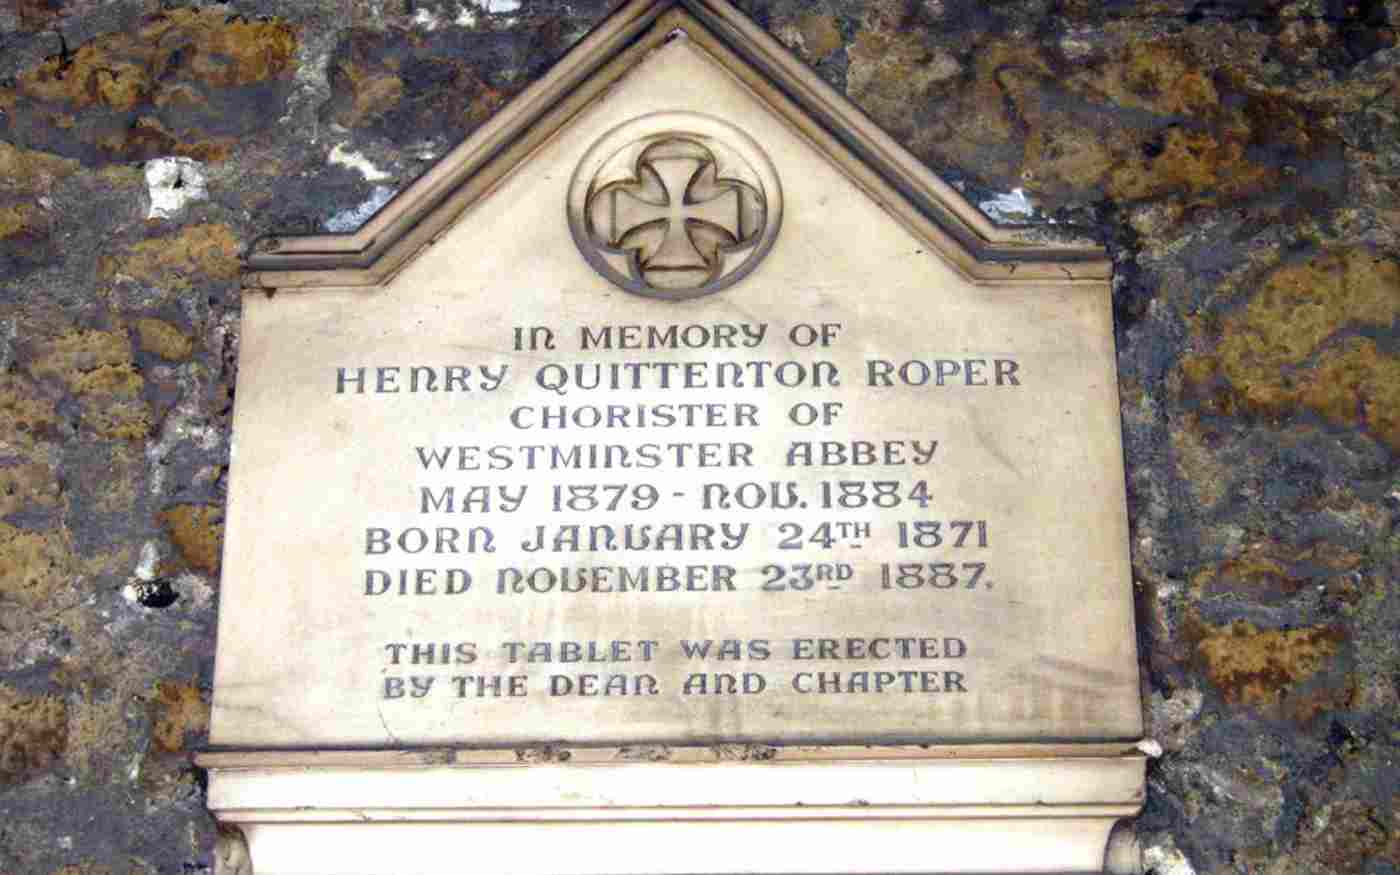 IN MEMORY OF
HENRY QUITTENTON ROPER
CHORISTER OF
WESTMINSTER ABBEY
MAY 1879 - NOV. 1884
BORN JANUARY 24TH 1871
DIED NOVEMBER 23RD 1887.
THIS TABLET WAS ERECTED
BY THE DEAN AND CHAPTER